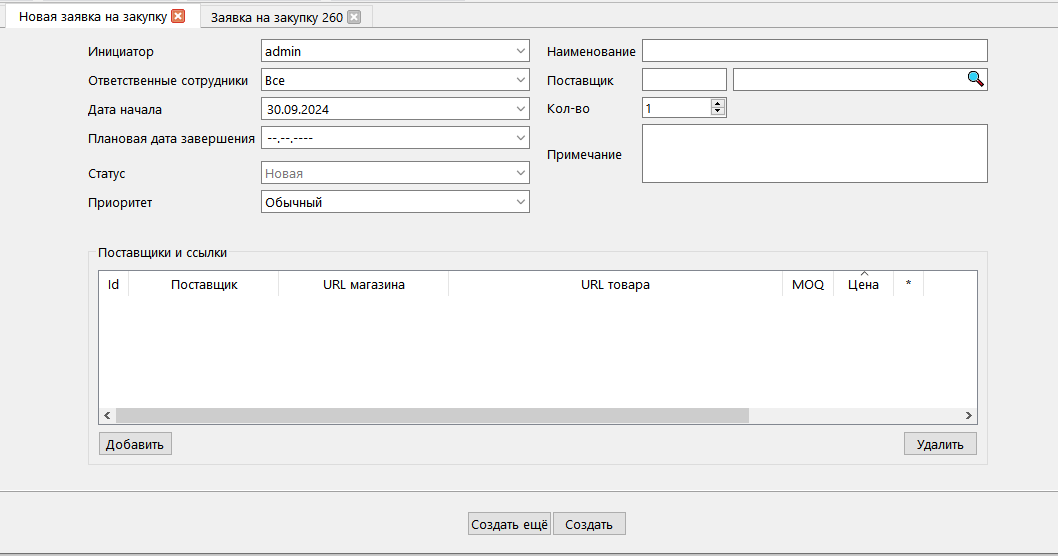 Новая заявка на закупку
Заявка на закупку 260
Инициатор
admin
Ответственные сотрудники
Все
Дата начала
30.09.2024
Плановая дата завершения
--.--.----
Статус
Новая
Приоритет
Обычный
Наименование
Поставщик
Кол-во
1
Примечание
Поставщики и ссылки
Id Поставщик URL магазина URL товара MOQ Цена *
Добавить
Удалить
Создать ещё
Создать